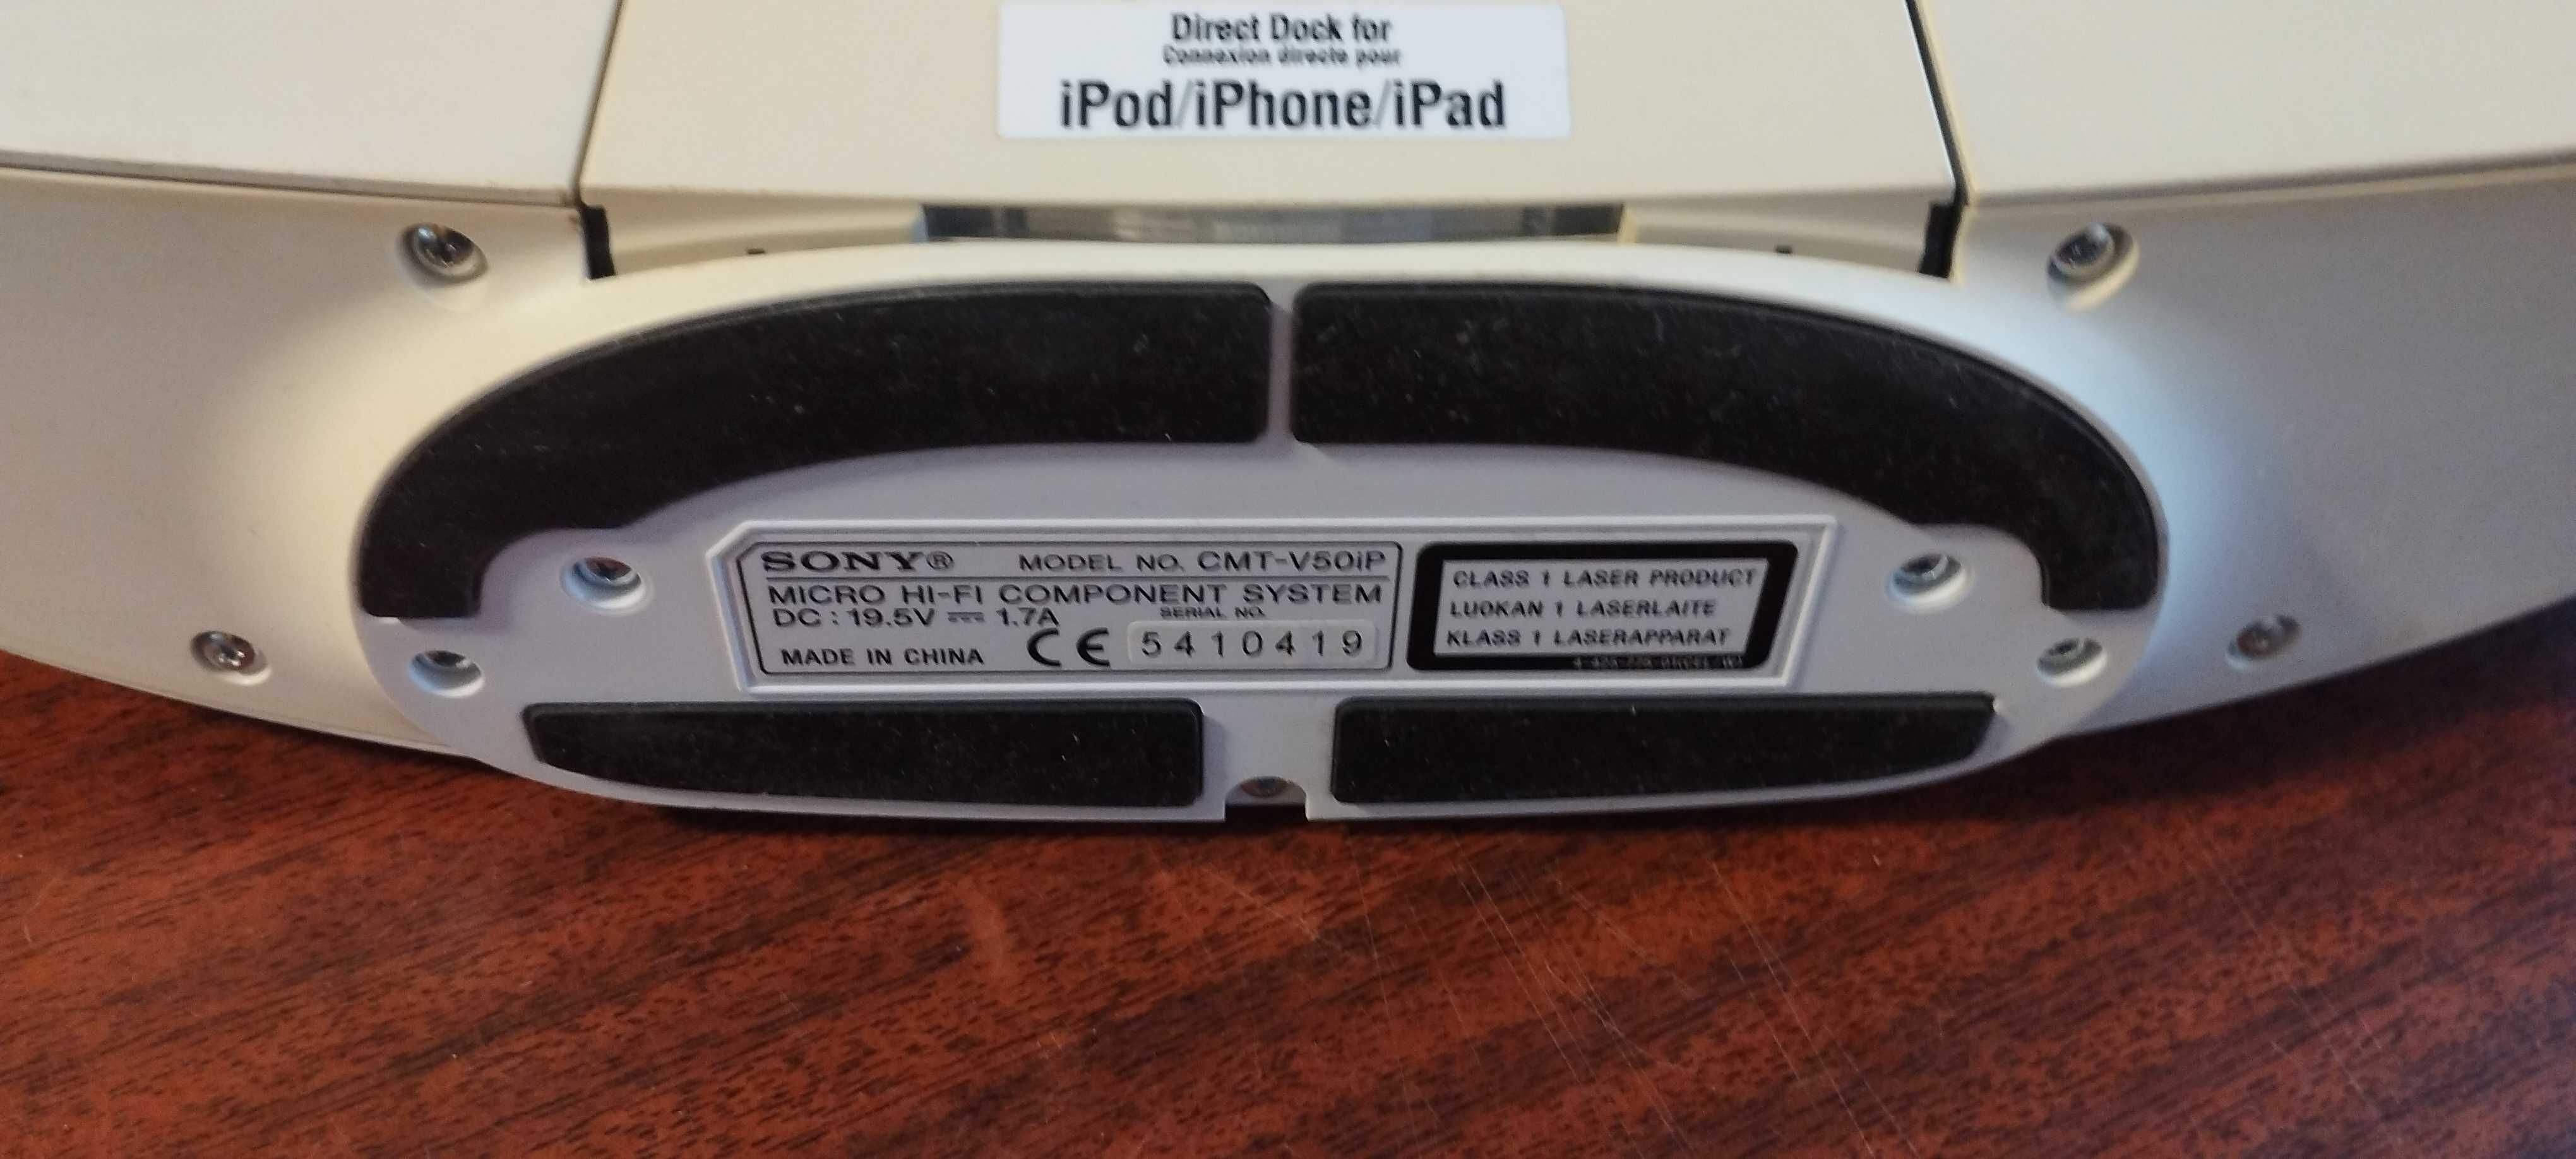 Direct Dock for
Connexion directe pour
iPod/iPhone/iPad
SONY® MODEL NO. CMT-V50iP
MICRO HI-FI COMPONENT SYSTEM
DC : 19.5V ⎓ 1.7A
SERIAL NO.
MADE IN CHINA CE 5410419
CLASS 1 LASER PRODUCT
LUOKAN 1 LASERLAITE
KLASS 1 LASERAPPARAT